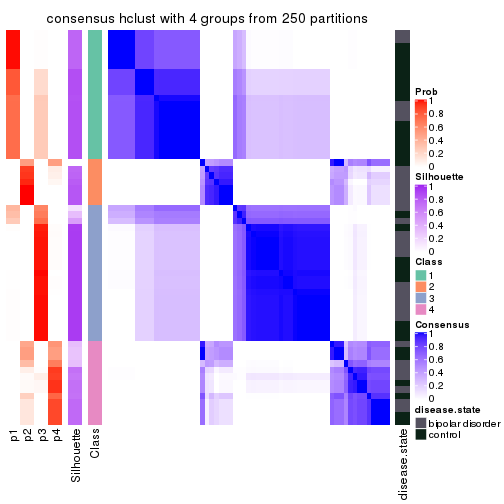 consensus hclust with 4 groups from 250 partitions
Prob
1
0.8
0.6
0.4
0.2
0
Silhouette
1
0.8
0.6
0.4
0.2
0
Class
1
2
3
4
Consensus
1
0.8
0.6
0.4
0.2
0
disease.state
bipolar disorder
control
p1
p2
p3
p4
Silhouette
Class
disease.state